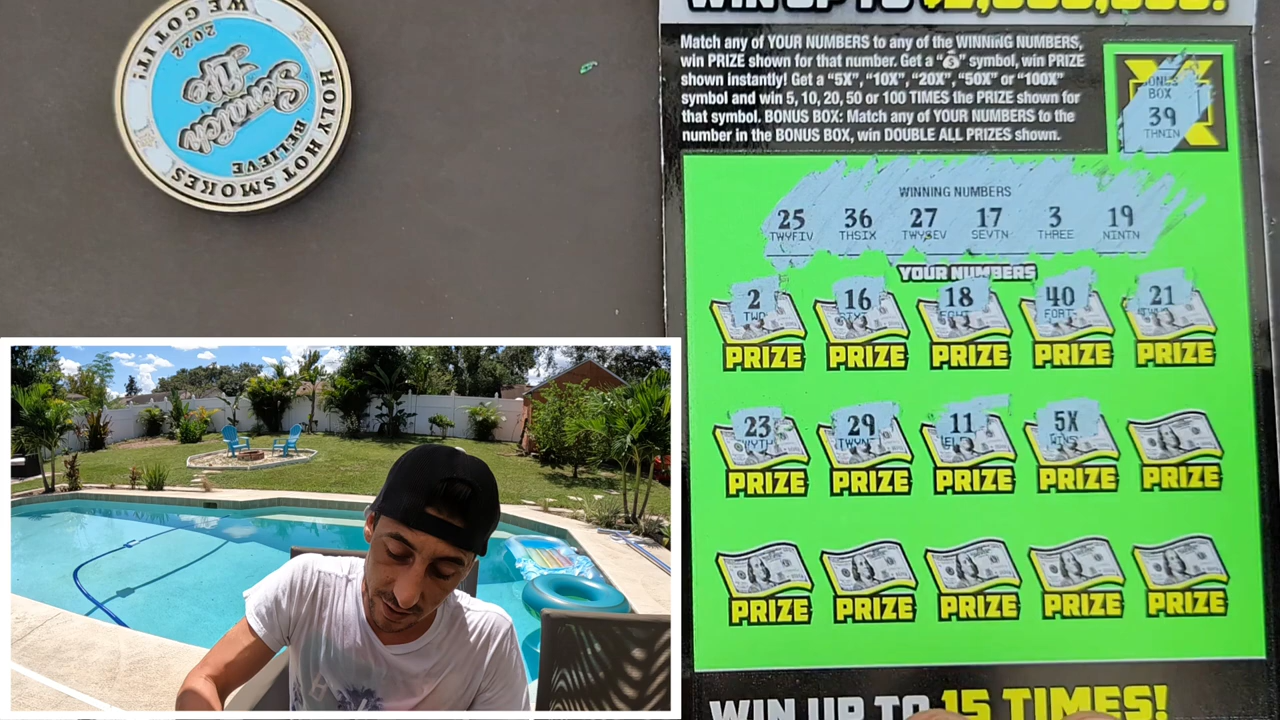 HOLY HOT SMOKES
WE GOT IT!
2022
Scratch
Life
BELIEVE
WIN UP TO
Match any of YOUR NUMBERS to any of the WINNING NUMBERS,
win PRIZE shown for that number. Get a "💰" symbol, win PRIZE
shown instantly! Get a "5X", "10X", "20X", "50X" or "100X"
symbol and win 5, 10, 20, 50 or 100 TIMES the PRIZE shown for
that symbol. BONUS BOX: Match any of YOUR NUMBERS to the
number in the BONUS BOX, win DOUBLE ALL PRIZES shown.
BONUS
BOX
39
THNIN
WINNING NUMBERS
25 36 27 17 3 19
TWYFIV THSIX TWYSEV SEVTN THREE NINTN
YOUR NUMBERS
2 16 18 40 21
TWO
PRIZE PRIZE PRIZE PRIZE PRIZE
23 29 11 5X
PRIZE PRIZE PRIZE PRIZE PRIZE
PRIZE PRIZE PRIZE PRIZE PRIZE
WIN UP TO 15 TIMES!